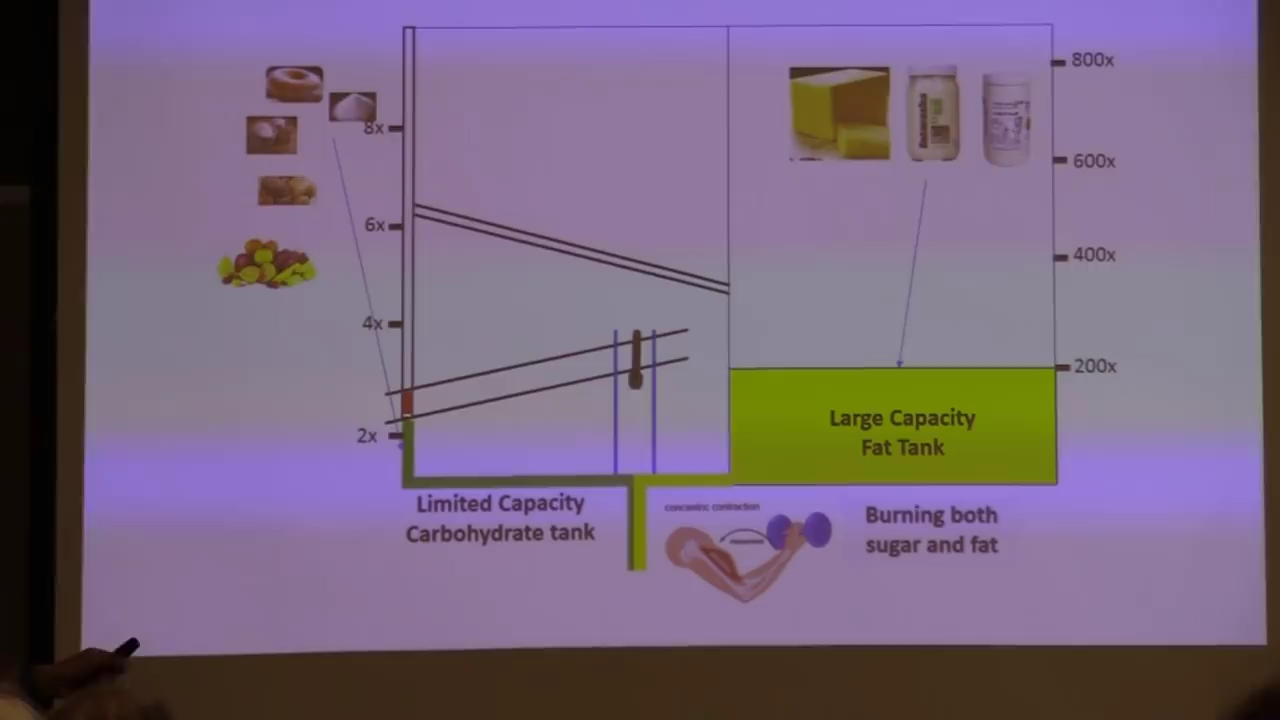 8x
6x
4x
2x
800x
600x
400x
200x
Large Capacity
Fat Tank
Limited Capacity
Carbohydrate tank
concentric contraction
Burning both
sugar and fat